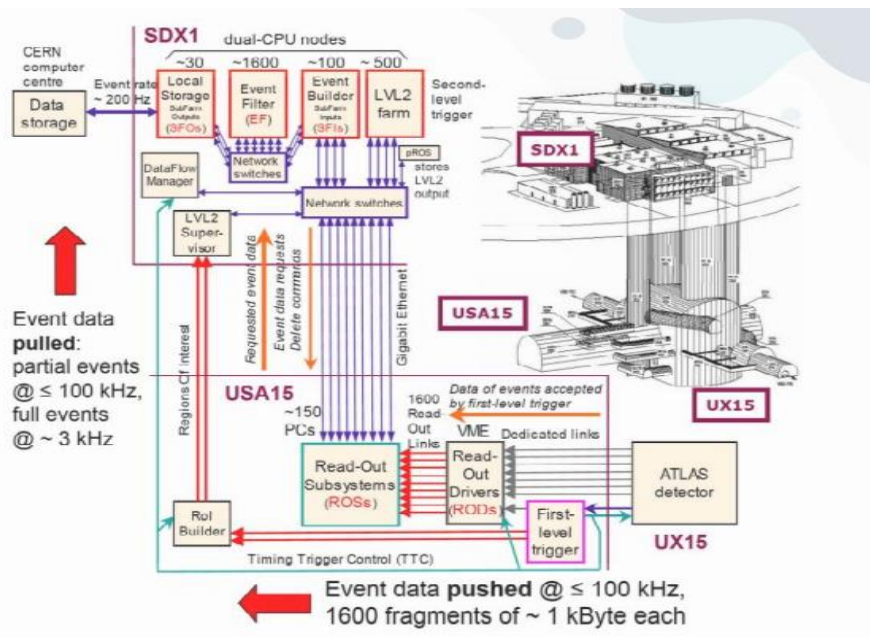 SDX1
dual-CPU nodes
CERN
computer
centre
Event rate
~ 200 Hz
Data
storage
~30
~1600
~100
~ 500
Local
Storage
SubFarm
Outputs
(SFOs)
Event
Filter
(EF)
Event
Builder
SubFarm
Inputs
(SFIs)
LVL2
farm
Second-
level
trigger
pROS
stores
LVL2
output
Network
switches
DataFlow
Manager
Network switches
LVL2
Super-
visor
Event data
pulled:
partial events
@ ≤ 100 kHz,
full events
@ ~ 3 kHz
Regions Of Interest
Requested event data
Event data requests
Delete commands
Gigabit Ethernet
SDX1
USA15
UX15
USA15
Data of events accepted
by first-level trigger
~150
PCs
1600
Read-
Out
Links
VME
Dedicated links
Read-Out
Subsystems
(ROSs)
Read-
Out
Drivers
(RODs)
ATLAS
detector
RoI
Builder
First-
level
trigger
UX15
Timing Trigger Control (TTC)
Event data pushed @ ≤ 100 kHz,
1600 fragments of ~ 1 kByte each